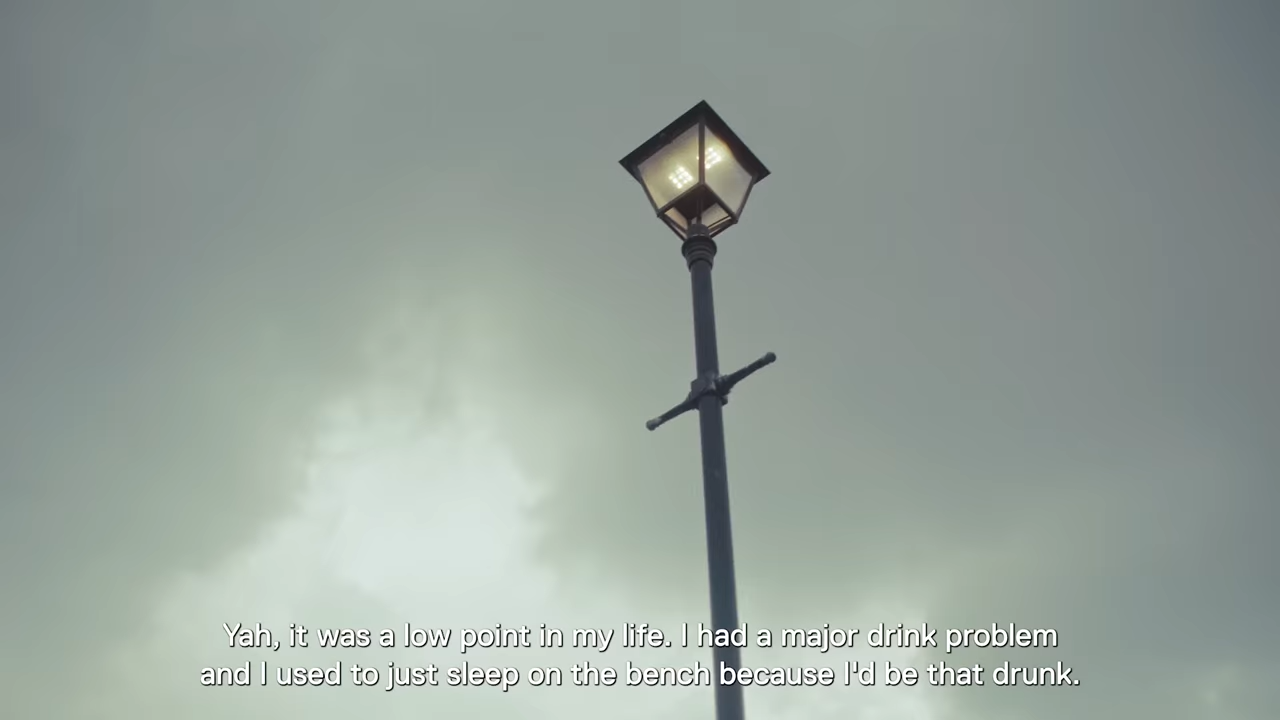 Yah, it was a low point in my life. I had a major drink problem
and I used to just sleep on the bench because I'd be that drunk.